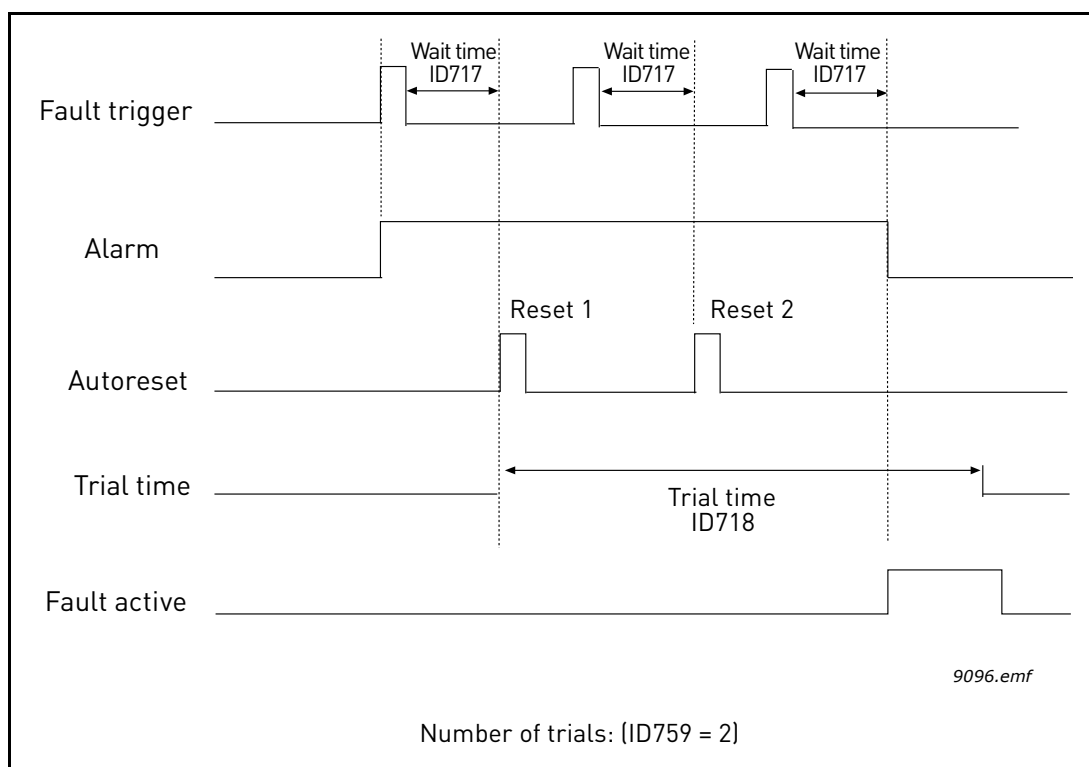 Wait time
ID717
Wait time
ID717
Wait time
ID717
Fault trigger
Alarm
Reset 1
Reset 2
Autoreset
Trial time
Trial time
ID718
Fault active
9096.emf
Number of trials: (ID759 = 2)